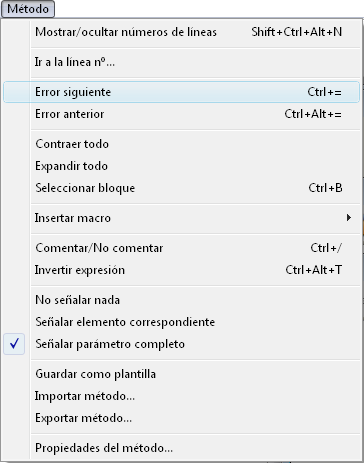 Método
Mostrar/ocultar números de líneas Shift+Ctrl+Alt+N
Ir a la línea nº...
Error siguiente Ctrl+=
Error anterior Ctrl+Alt+=
Contraer todo
Expandir todo
Seleccionar bloque Ctrl+B
Insertar macro
Comentar/No comentar Ctrl+/
Invertir expresión Ctrl+Alt+T
No señalar nada
Señalar elemento correspondiente
Señalar parámetro completo
Guardar como plantilla
Importar método...
Exportar método...
Propiedades del método...